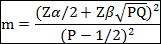 m = (Zα/2 + Zβ√PQ)²
(P – 1/2)²